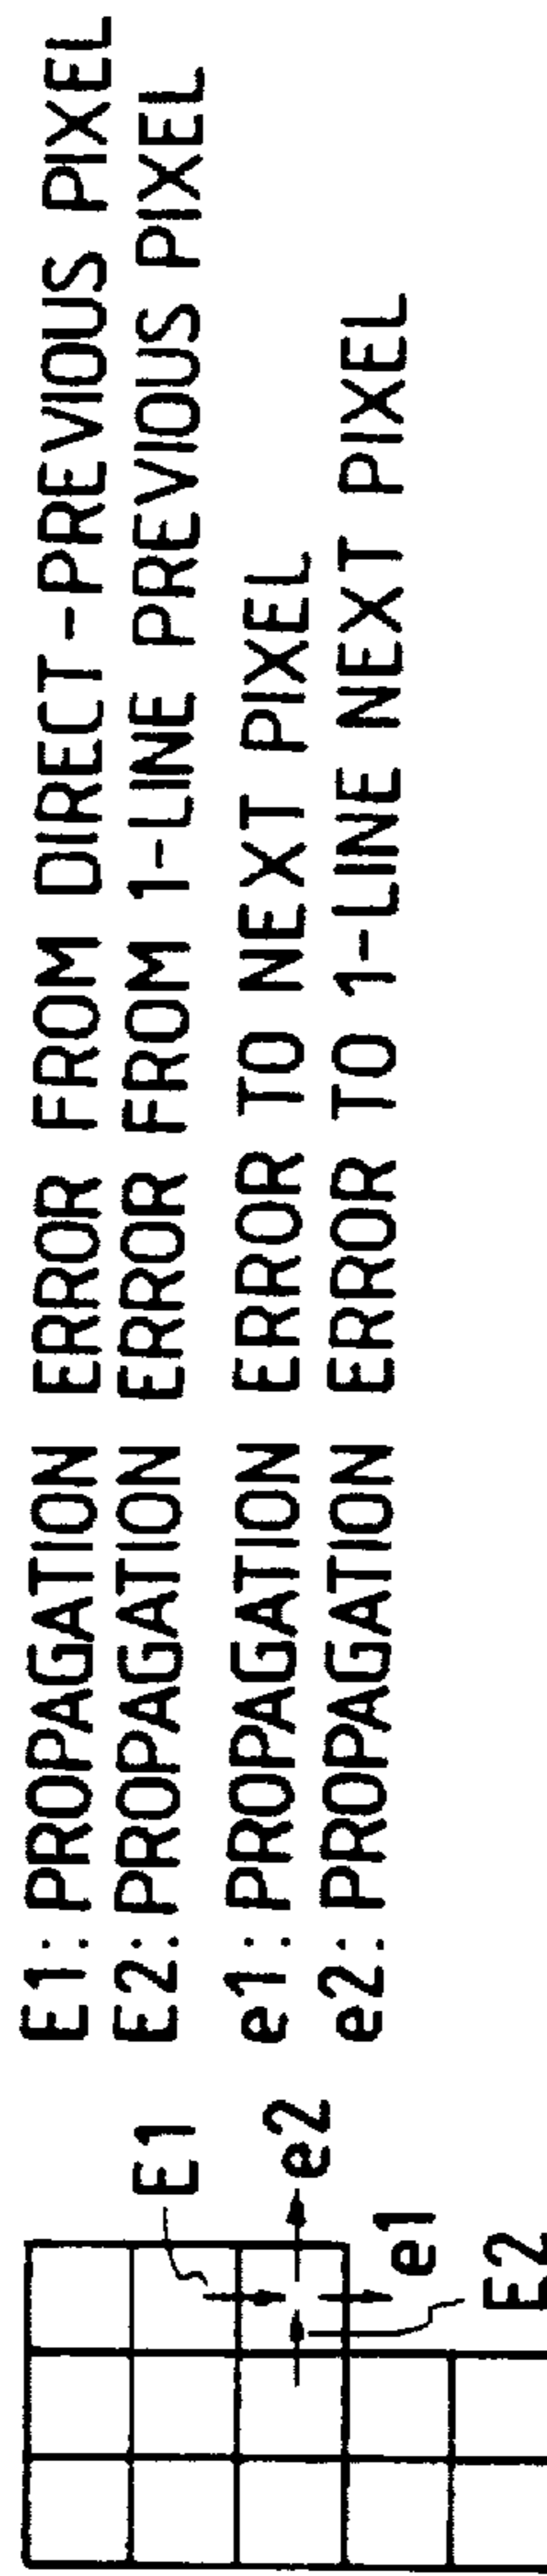 E1: PROPAGATION ERROR FROM DIRECT-PREVIOUS PIXEL
E2: PROPAGATION ERROR FROM 1-LINE PREVIOUS PIXEL
e1: PROPAGATION ERROR TO NEXT PIXEL
e2: PROPAGATION ERROR TO 1-LINE NEXT PIXEL
E1
e2
e1
E2